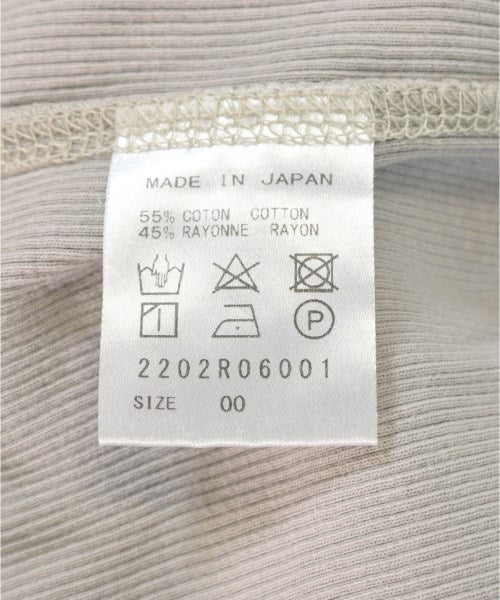 MADE IN JAPAN
55% COTON COTTON
45% RAYONNE RAYON
P
2202R06001
SIZE 00